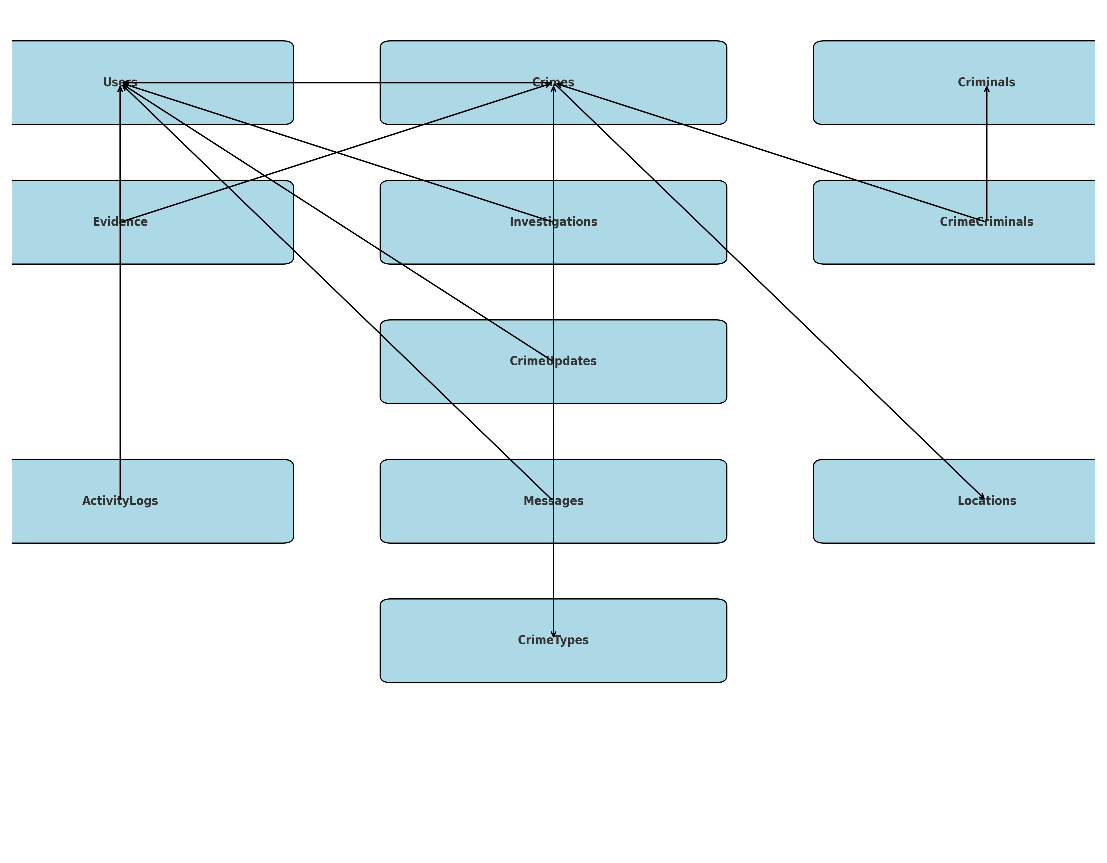 Users
Crimes
Criminals
Evidence
Investigations
CrimeCriminals
CrimeUpdates
ActivityLogs
Messages
Locations
CrimeTypes